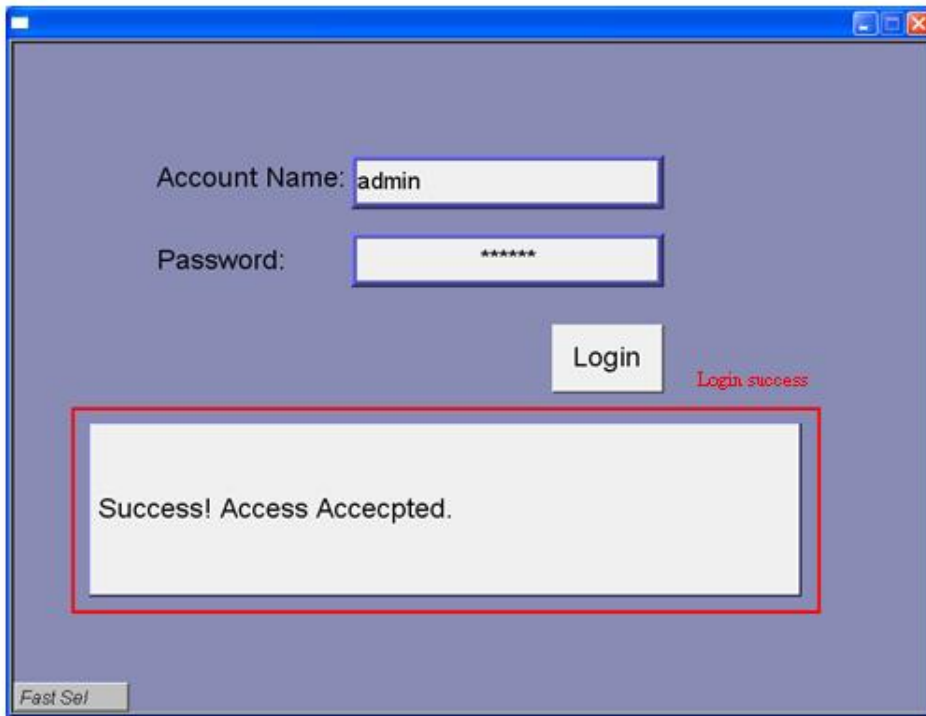 Account Name: admin
Password: ******
Login
Login success
Success! Access Accecpted.
Fast Sel